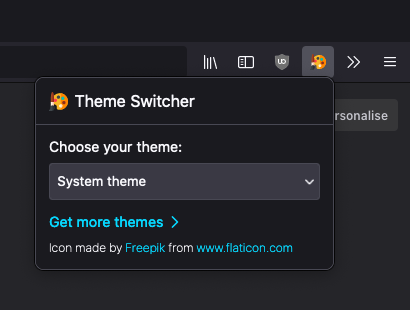 rsonalise
Theme Switcher
Choose your theme:
System theme
Get more themes
Icon made by Freepik from www.flaticon.com